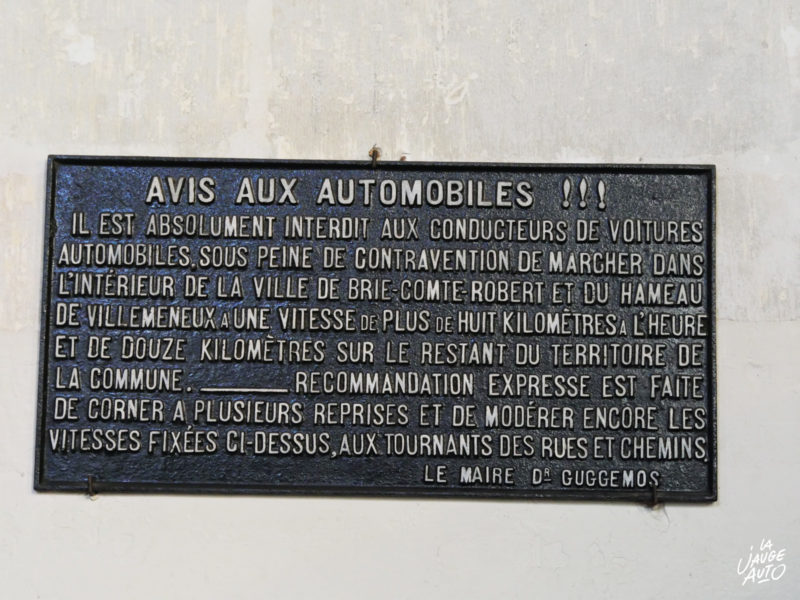 AVIS AUX AUTOMOBILES !!!
IL EST ABSOLUMENT INTERDIT AUX CONDUCTEURS DE VOITURES
AUTOMOBILES, SOUS PEINE DE CONTRAVENTION DE MARCHER DANS
L'INTÉRIEUR DE LA VILLE DE BRIE-COMTE-ROBERT ET DU HAMEAU
DE VILLEMENEUX A UNE VITESSE DE PLUS DE HUIT KILOMÊTRES A L'HEURE
ET DE DOUZE KILOMÊTRES SUR LE RESTANT DU TERRITOIRE DE
LA COMMUNE. ______ RECOMMANDATION EXPRESSE EST FAITE
DE CORNER A PLUSIEURS REPRISES ET DE MODÉRER ENCORE LES
VITESSES FIXÉES CI-DESSUS, AUX TOURNANTS DES RUES ET CHEMINS.
LE MAIRE DR GUGGEMOS
LA
JAUGE
AUTO